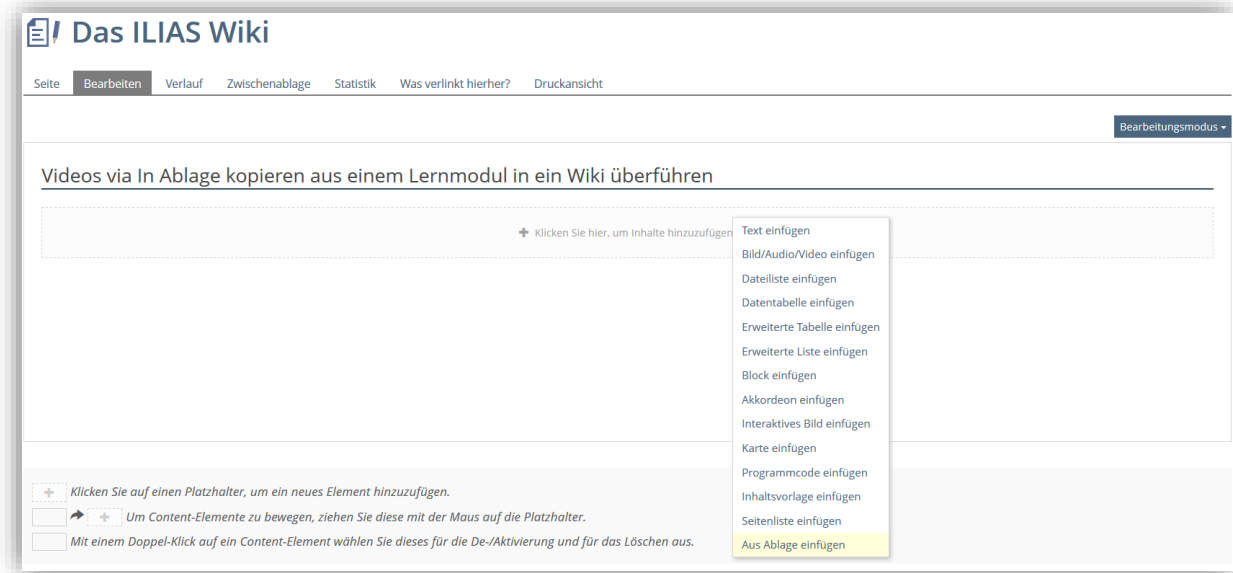 Das ILIAS Wiki
Seite Bearbeiten Verlauf Zwischenablage Statistik Was verlinkt hierher? Druckansicht
Bearbeitungsmodus
Videos via In Ablage kopieren aus einem Lernmodul in ein Wiki überführen
Klicken Sie hier, um Inhalte hinzuzufügen
Text einfügen
Bild/Audio/Video einfügen
Dateiliste einfügen
Datentabelle einfügen
Erweiterte Tabelle einfügen
Erweiterte Liste einfügen
Block einfügen
Akkordeon einfügen
Interaktives Bild einfügen
Karte einfügen
Programmcode einfügen
Inhaltsvorlage einfügen
Seitenliste einfügen
Aus Ablage einfügen
Klicken Sie auf einen Platzhalter, um ein neues Element hinzuzufügen.
Um Content-Elemente zu bewegen, ziehen Sie diese mit der Maus auf die Platzhalter.
Mit einem Doppel-Klick auf ein Content-Element wählen Sie dieses für die De-/Aktivierung und für das Löschen aus.